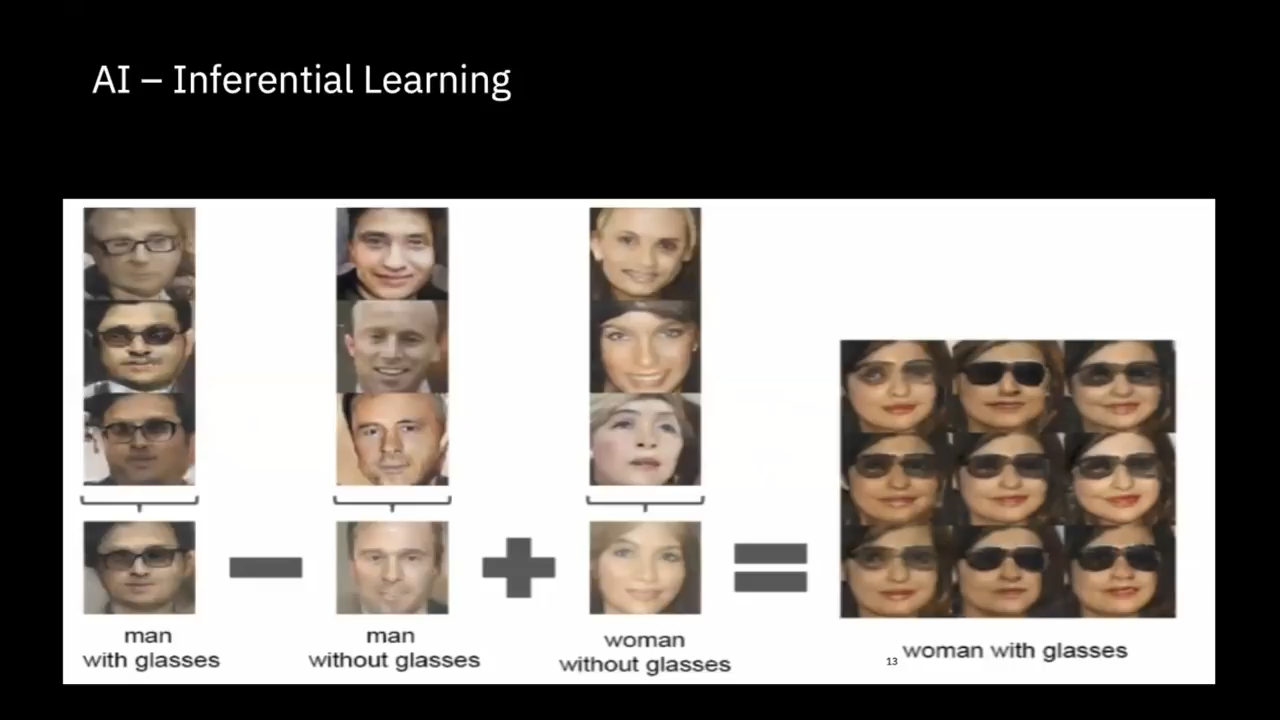 AI – Inferential Learning
man
with glasses
man
without glasses
woman
without glasses
woman with glasses
13